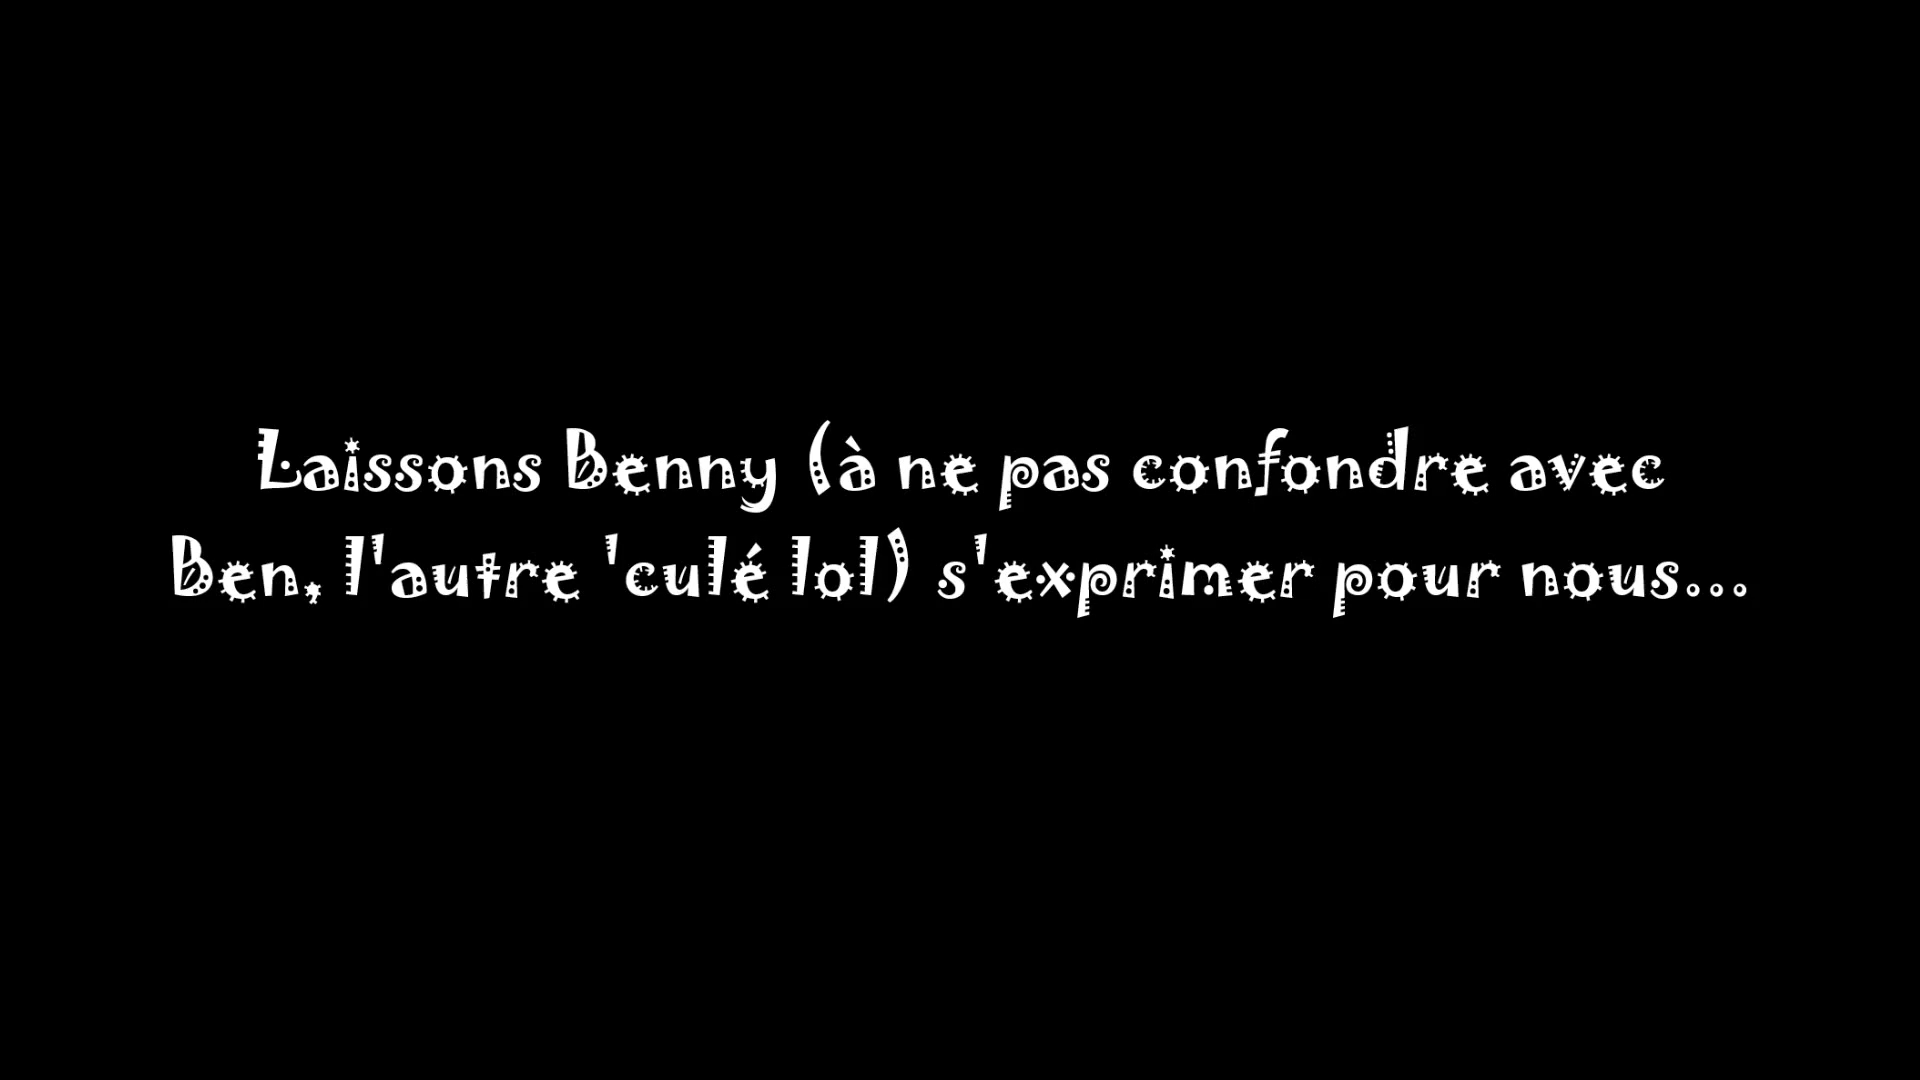 Laissons Benny (à ne pas confondre avec
Ben, l'autre 'culé lol) s'exprimer pour nous...